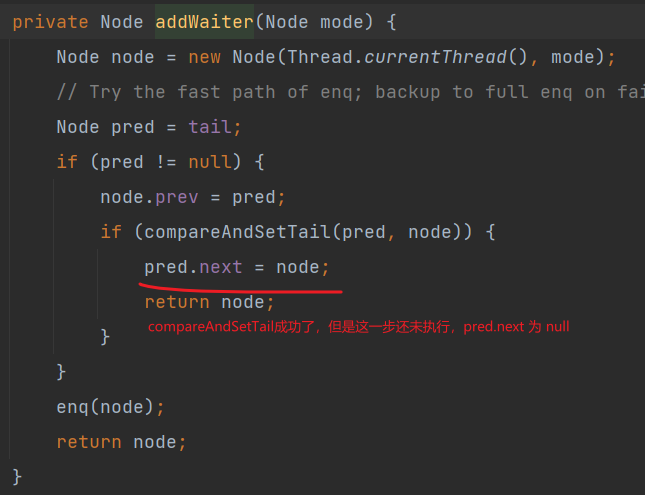 private Node addWaiter(Node mode) {
Node node = new Node(Thread.currentThread(), mode);
// Try the fast path of enq; backup to full enq on fai
Node pred = tail;
if (pred != null) {
node.prev = pred;
if (compareAndSetTail(pred, node)) {
pred.next = node;
return node;
compareAndSetTail成功了，但是这一步还未执行，pred.next 为 null
}
}
enq(node);
return node;
}